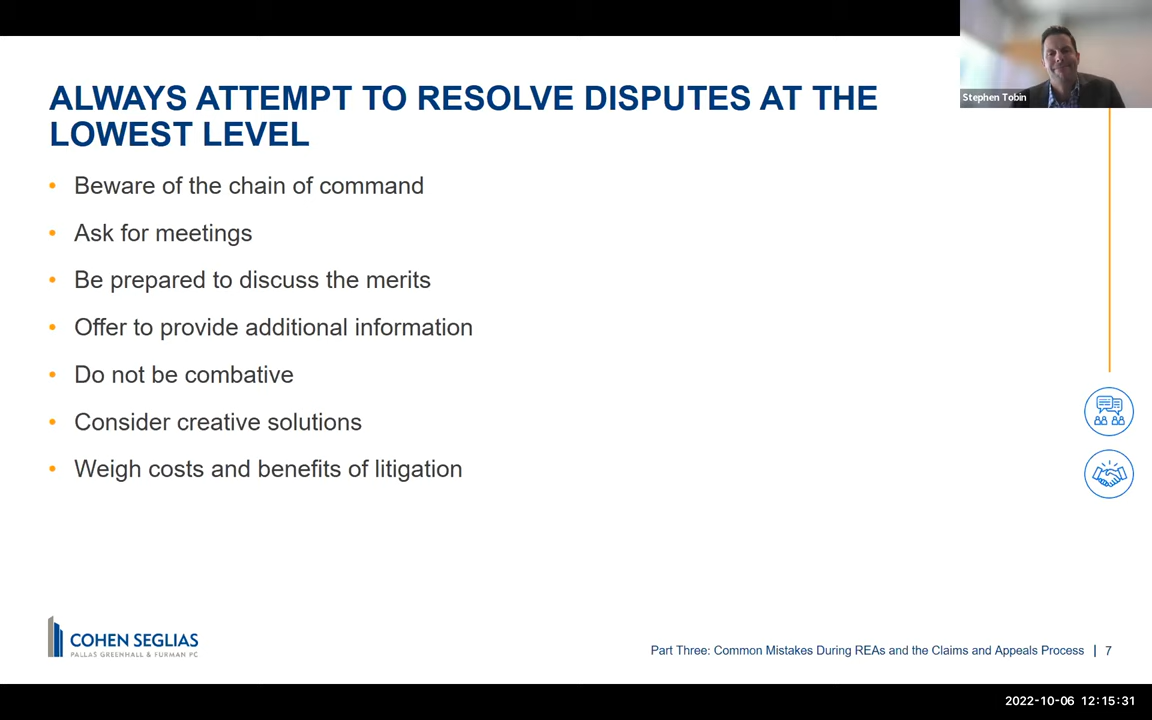 Stephen Tobin
ALWAYS ATTEMPT TO RESOLVE DISPUTES AT THE
LOWEST LEVEL
• Beware of the chain of command
• Ask for meetings
• Be prepared to discuss the merits
• Offer to provide additional information
• Do not be combative
• Consider creative solutions
• Weigh costs and benefits of litigation
COHEN SEGLIAS
PALLAS GREENHALL & FURMAN PC
Part Three: Common Mistakes During REAs and the Claims and Appeals Process | 7
2022-10-06 12:15:31